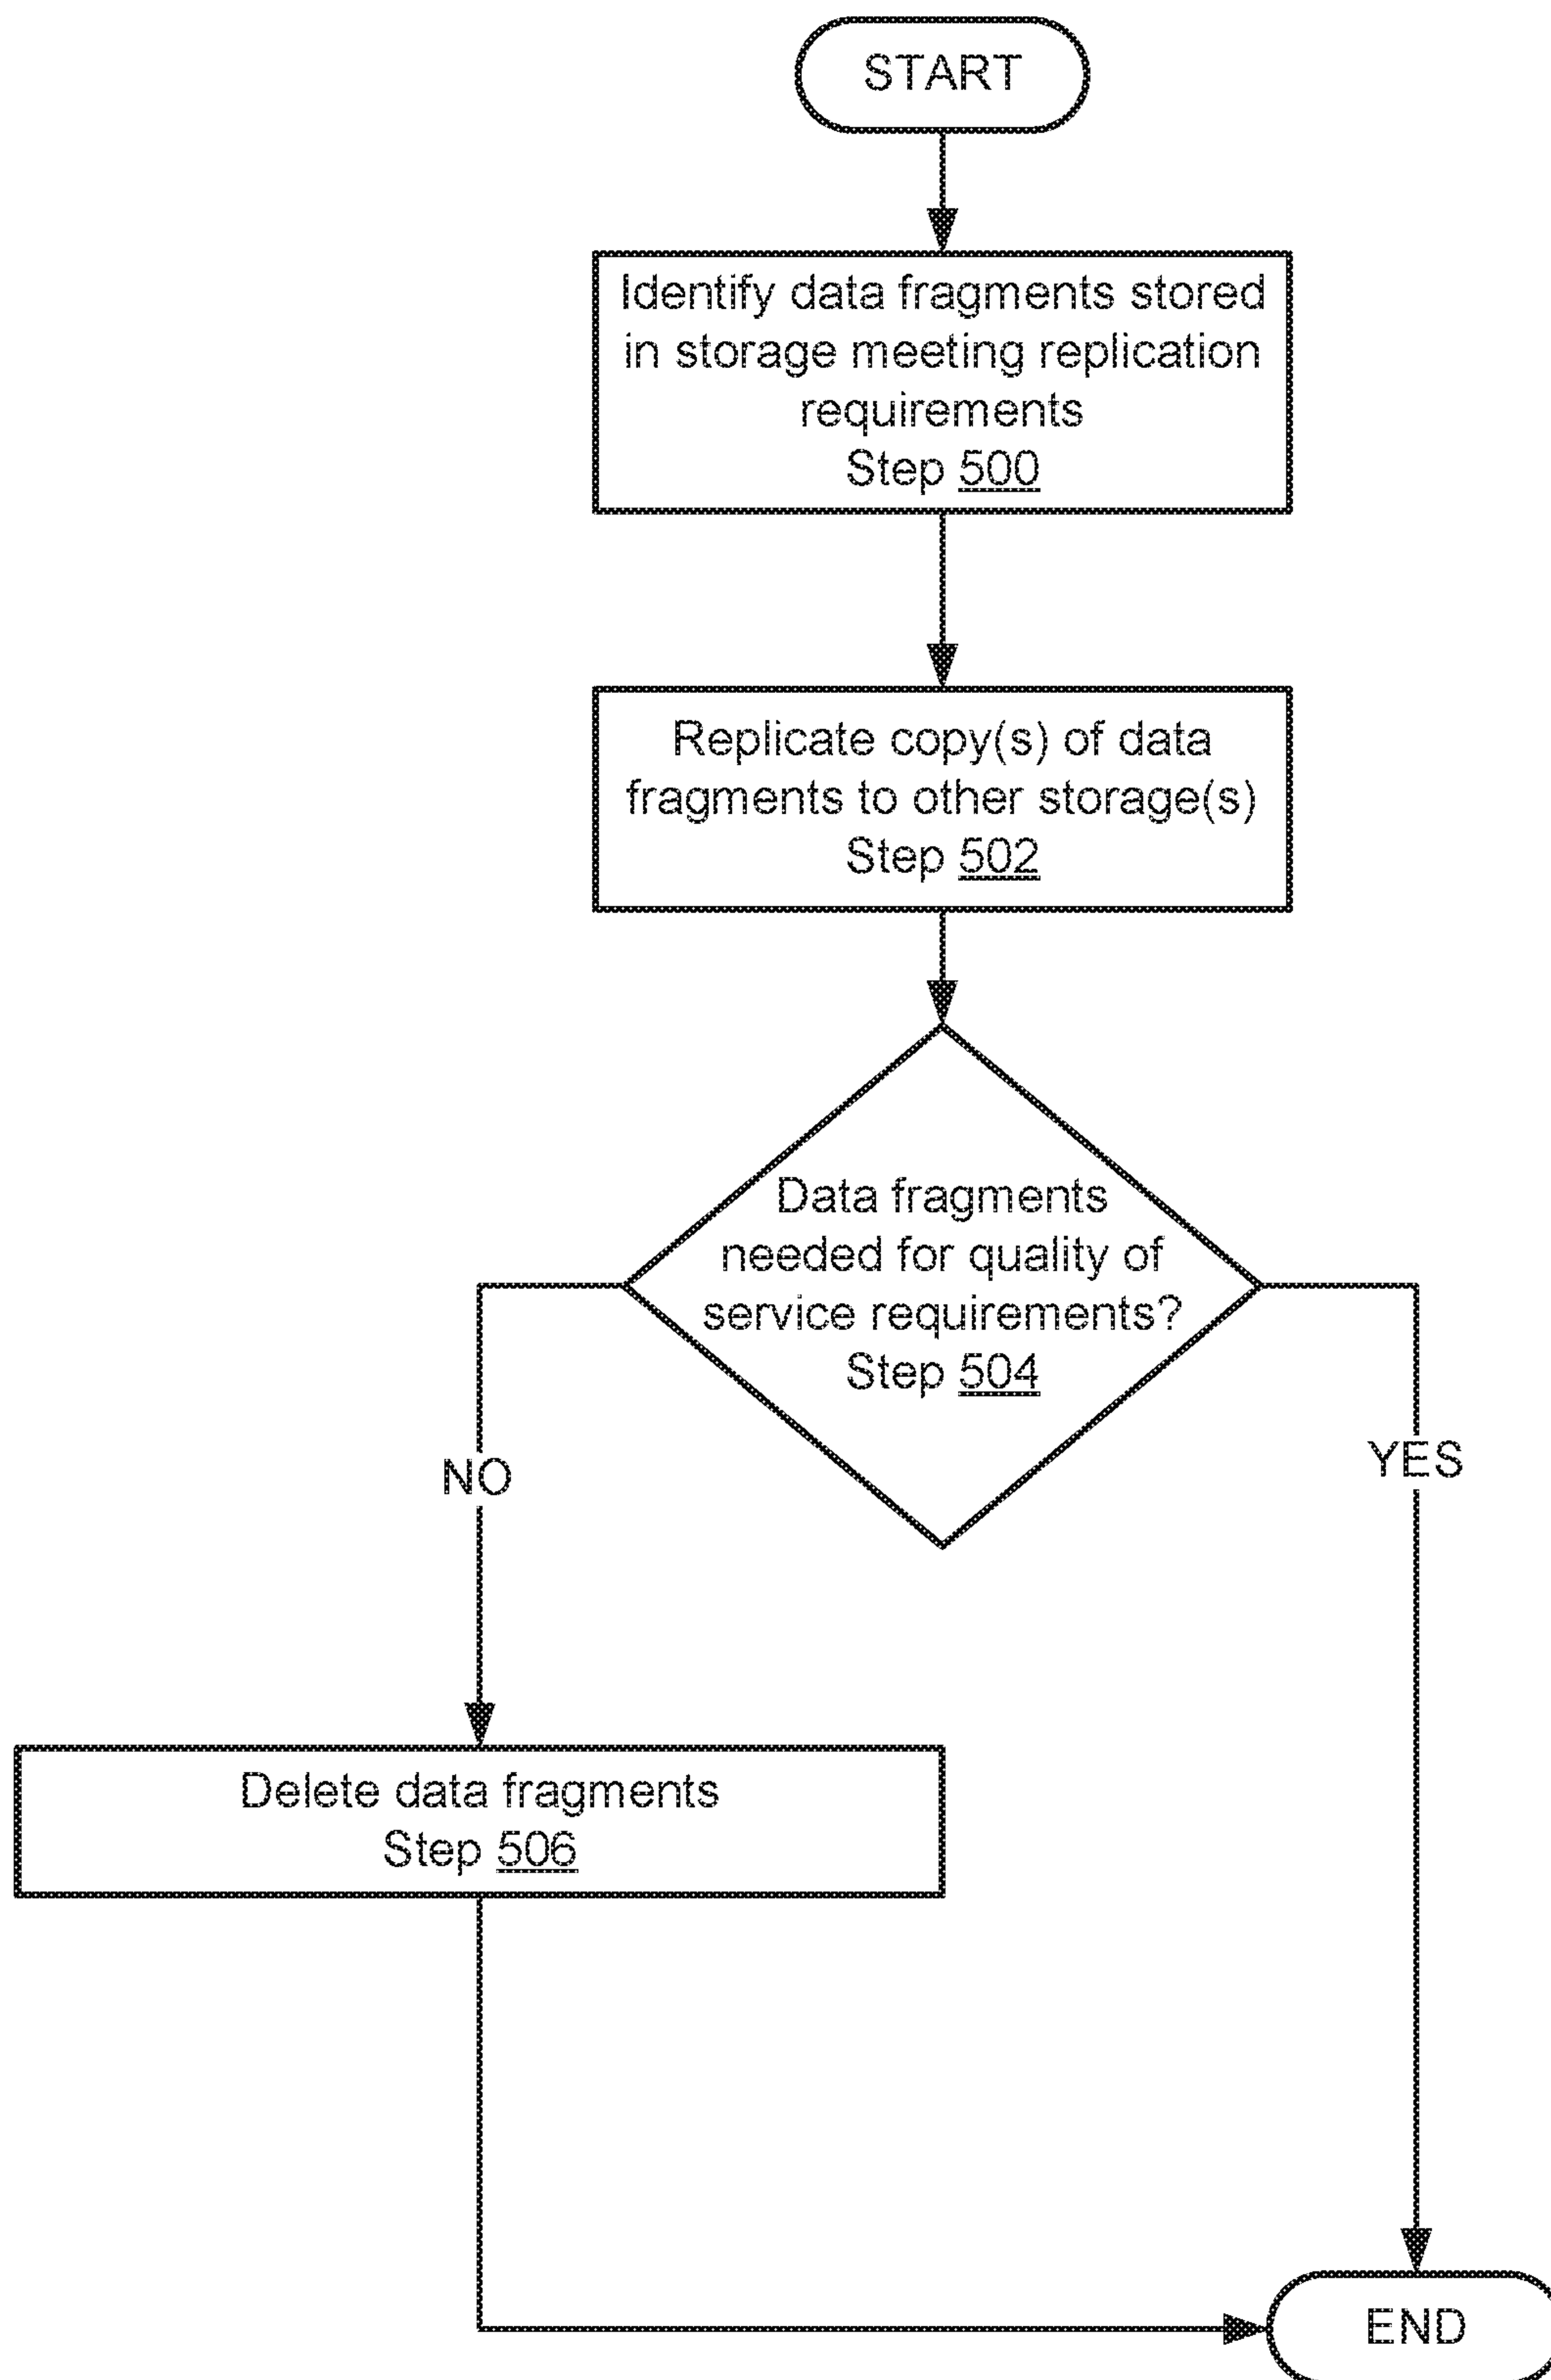 START
Identify data fragments stored
in storage meeting replication
requirements
Step 500
Replicate copy(s) of data
fragments to other storage(s)
Step 502
Data fragments
needed for quality of
service requirements?
Step 504
NO
YES
Delete data fragments
Step 506
END